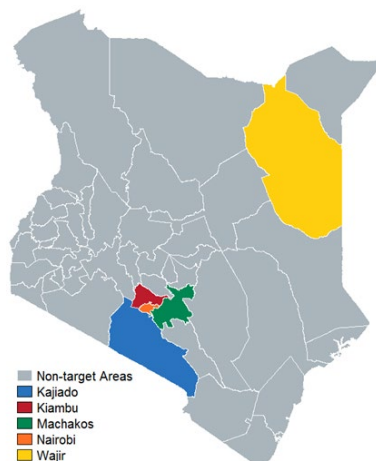 Non-target Areas
Kajiado
Kiambu
Machakos
Nairobi
Wajir